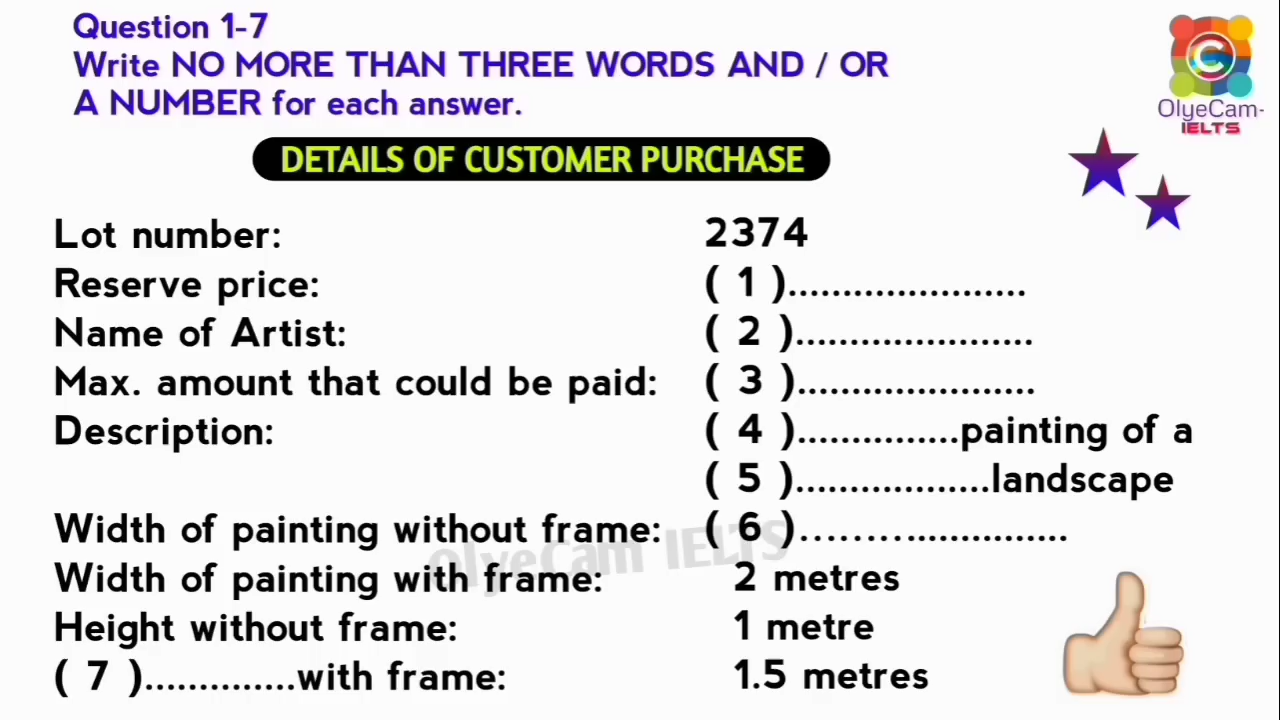 Question 1-7
Write NO MORE THAN THREE WORDS AND / OR
A NUMBER for each answer.
C
OlyeCam-
IELTS
DETAILS OF CUSTOMER PURCHASE
Lot number: 2374
Reserve price: ( 1 )......................
Name of Artist: ( 2 )......................
Max. amount that could be paid: ( 3 )......................
Description: ( 4 )...............painting of a
( 5 )..................landscape
Width of painting without frame: ( 6 ).......................
OlyeCam IELTS
Width of painting with frame: 2 metres
Height without frame: 1 metre
( 7 )..............with frame: 1.5 metres